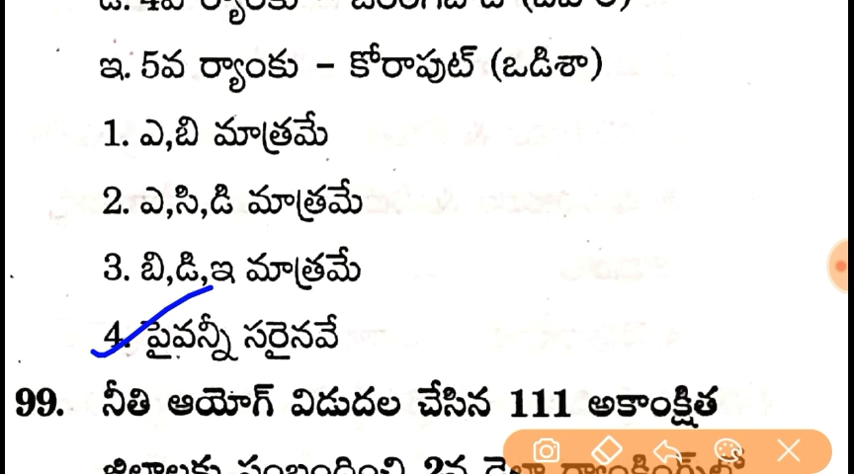 ఇ. 5వ ర్యాంకు – కోరాపుట్ (ఒడిశా)
1. ఎ,బి మాత్రమే
2. ఎ,సి,డి మాత్రమే
3. బి,డి,ఇ మాత్రమే
4. పైవన్నీ సరైనవే
99. నీతి ఆయోగ్ విడుదల చేసిన 111 అకాంక్షిత